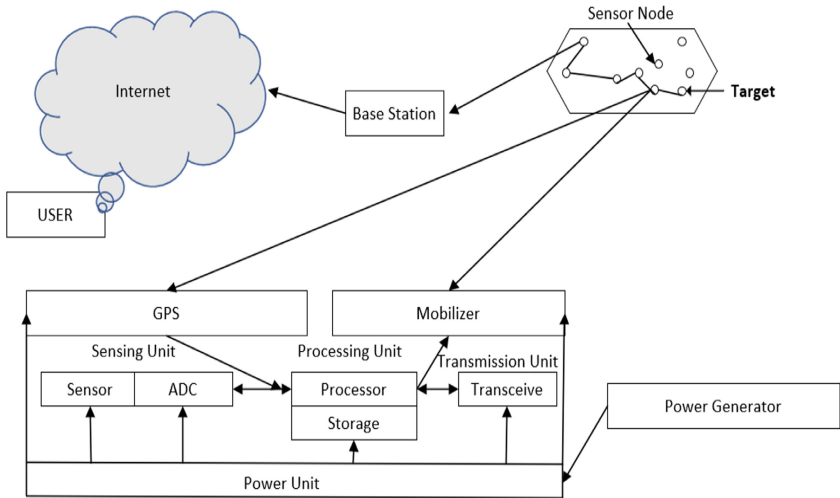 Sensor Node
Internet
Target
Base Station
USER
GPS
Mobilizer
Sensing Unit
Processing Unit
Transmission Unit
Sensor
ADC
Processor
Transceive
Power Generator
Storage
Power Unit